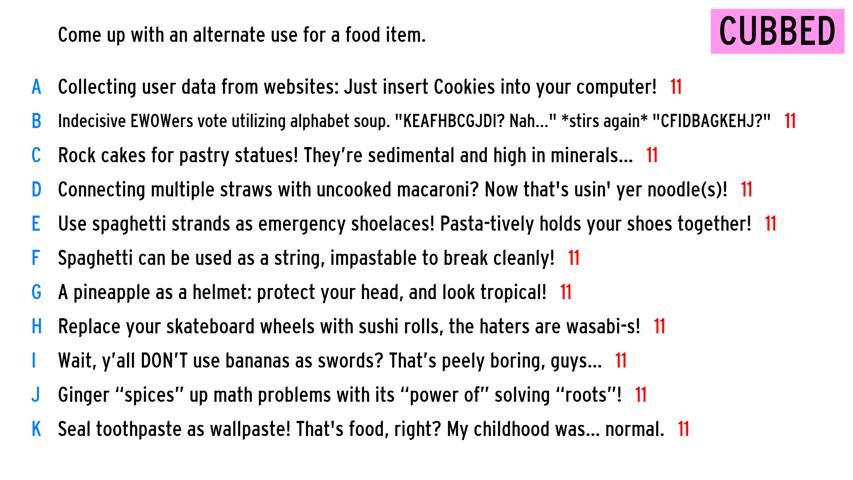 Come up with an alternate use for a food item.
CUBBED
A Collecting user data from websites: Just insert Cookies into your computer! 11
B Indecisive EWOWers vote utilizing alphabet soup. "KEAFHBCGJDI? Nah..." *stirs again* "CFIDBAGKEHJ?" 11
C Rock cakes for pastry statues! They’re sedimental and high in minerals... 11
D Connecting multiple straws with uncooked macaroni? Now that's usin' yer noodle(s)! 11
E Use spaghetti strands as emergency shoelaces! Pasta-tively holds your shoes together! 11
F Spaghetti can be used as a string, impastable to break cleanly! 11
G A pineapple as a helmet: protect your head, and look tropical! 11
H Replace your skateboard wheels with sushi rolls, the haters are wasabi-s! 11
I Wait, y’all DON’T use bananas as swords? That’s peely boring, guys... 11
J Ginger “spices” up math problems with its “power of” solving “roots”! 11
K Seal toothpaste as wallpaste! That's food, right? My childhood was... normal. 11